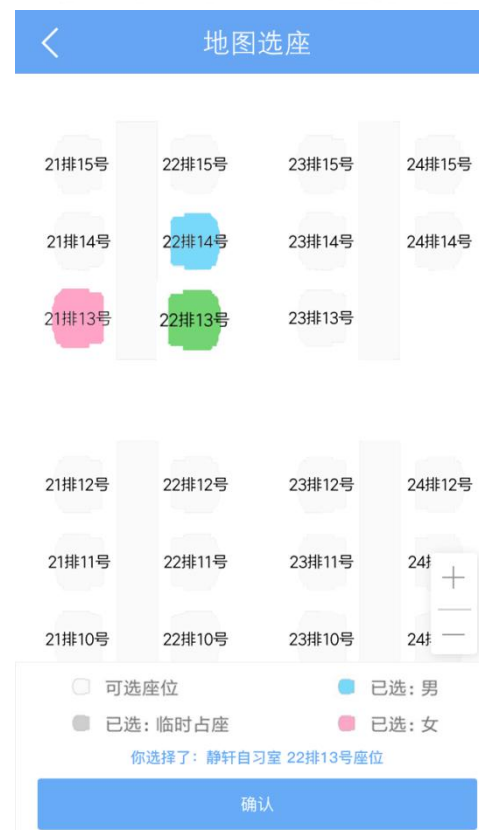 地图选座
21排15号 22排15号 23排15号 24排15号
21排14号 22排14号 23排14号 24排14号
21排13号 22排13号 23排13号
21排12号 22排12号 23排12号 24排12号
21排11号 22排11号 23排11号 24
21排10号 22排10号 23排10号 24
可选座位 已选：男
已选：临时占座 已选：女
你选择了：静轩自习室 22排13号座位
确认